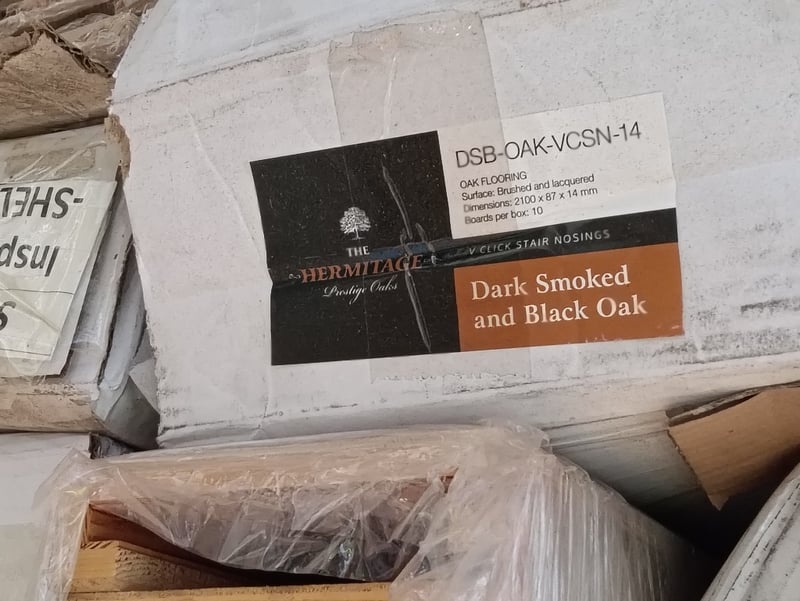 DSB-OAK-VCSN-14
OAK FLOORING
Surface: Brushed and lacquered
Dimensions: 2100 x 87 x 14 mm
Boards per box: 10
THE
HERMITAGE
Prestige Oaks
V CLICK STAIR NOSINGS
Dark Smoked
and Black Oak
-SHEL
Insp
S